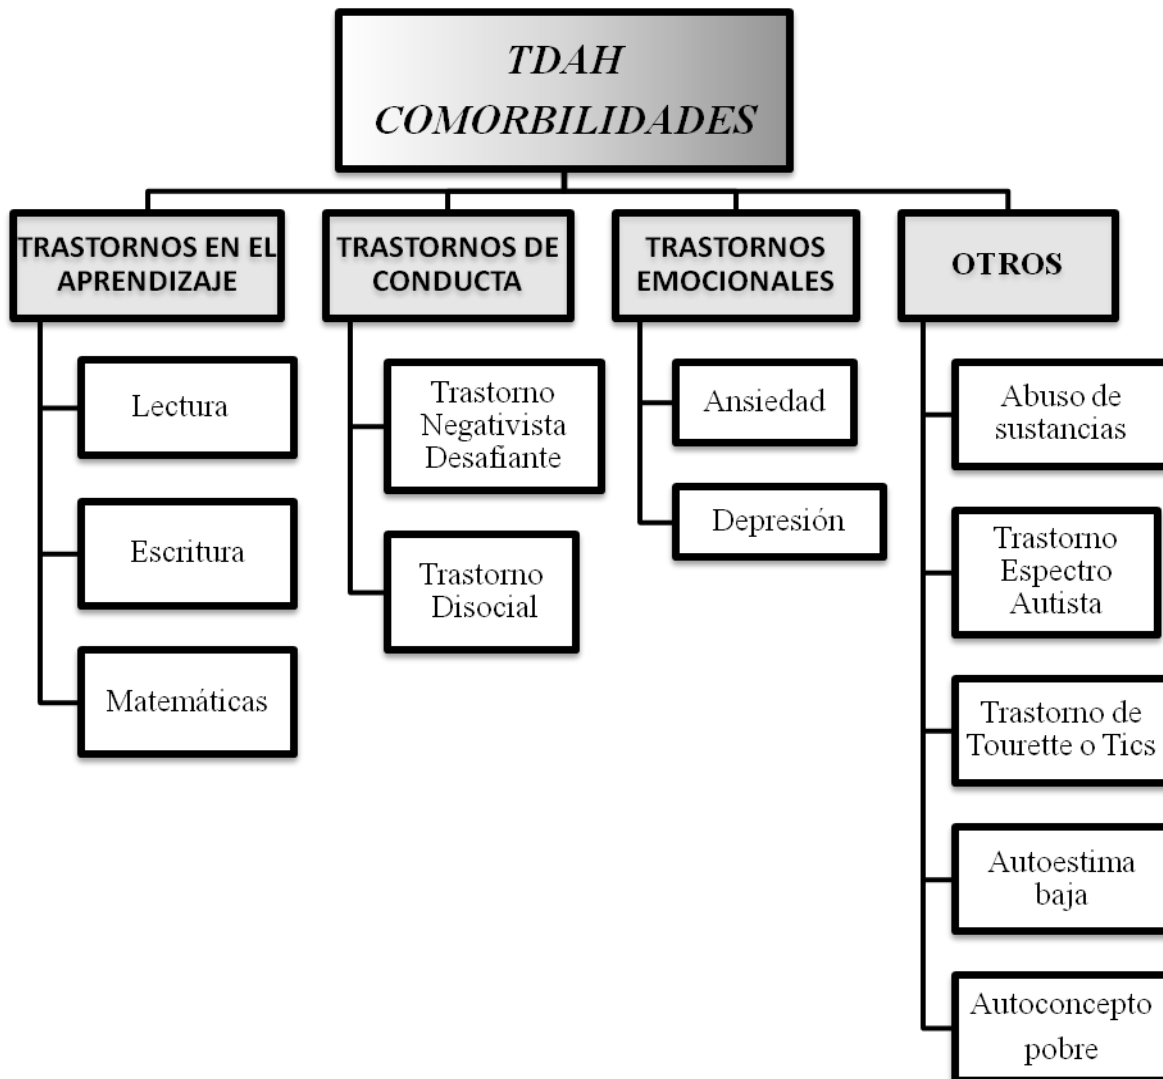 TDAH
COMORBILIDADES
TRASTORNOS EN EL
APRENDIZAJE
Lectura
Escritura
Matemáticas
TRASTORNOS DE
CONDUCTA
Trastorno
Negativista
Desafiante
Trastorno
Disocial
TRASTORNOS
EMOCIONALES
Ansiedad
Depresión
OTROS
Abuso de
sustancias
Trastorno
Espectro
Autista
Trastorno de
Tourette o Tics
Autoestima
baja
Autoconcepto
pobre